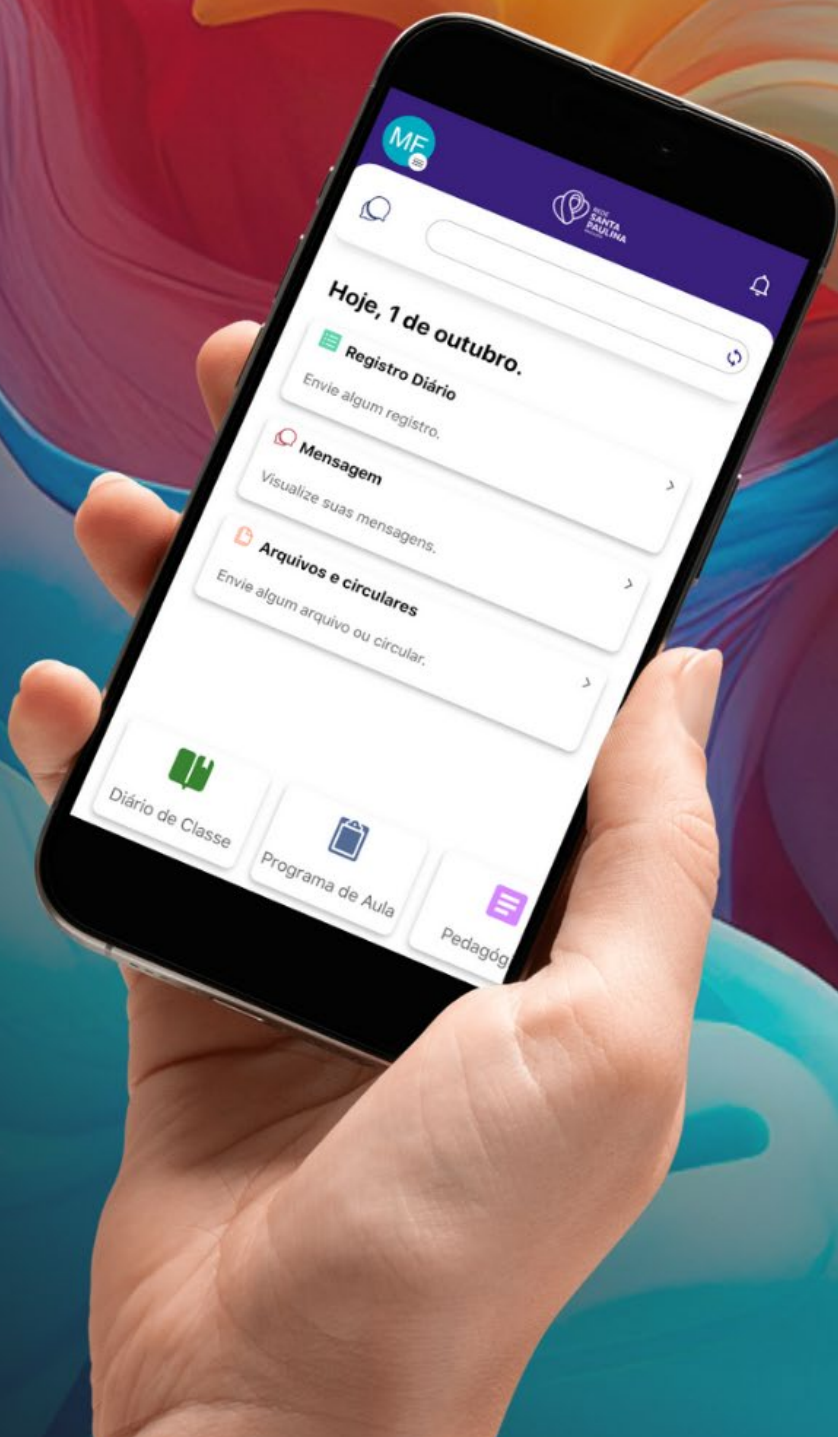 MF
REDE
SANTA
PAULINA
Hoje, 1 de outubro.
Registro Diário
Envie algum registro.
Mensagem
Visualize suas mensagens.
Arquivos e circulares
Envie algum arquivo ou circular.
Diário de Classe
Programa de Aula
Pedagóg